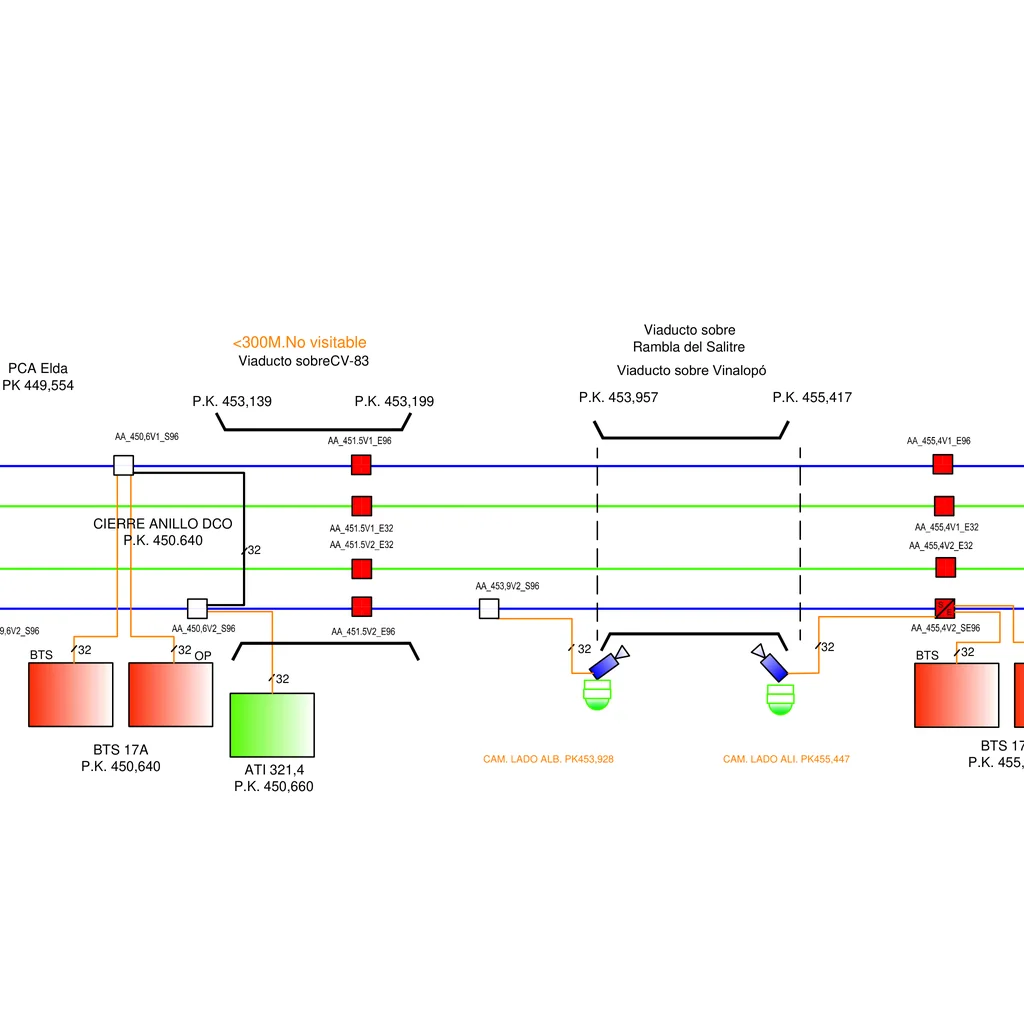 Viaducto sobre
Rambla del Salitre
Viaducto sobre Vinalopó
<300M.No visitable
Viaducto sobreCV-83
PCA Elda
PK 449,554
P.K. 453,139
P.K. 453,199
P.K. 453,957
P.K. 455,417
AA_450,6V1_S96
AA_451.5V1_E96
AA_455,4V1_E96
CIERRE ANILLO DCO
P.K. 450.640
32
AA_451.5V1_E32
AA_451.5V2_E32
AA_455,4V1_E32
AA_455,4V2_E32
AA_453,9V2_S96
S
E
9,6V2_S96
AA_450,6V2_S96
AA_451.5V2_E96
AA_455,4V2_SE96
BTS
32
32
OP
32
32
32
BTS
32
BTS 17A
P.K. 450,640
ATI 321,4
P.K. 450,660
CAM. LADO ALB. PK453,928
CAM. LADO ALI. PK455,447
BTS 17
P.K. 455,